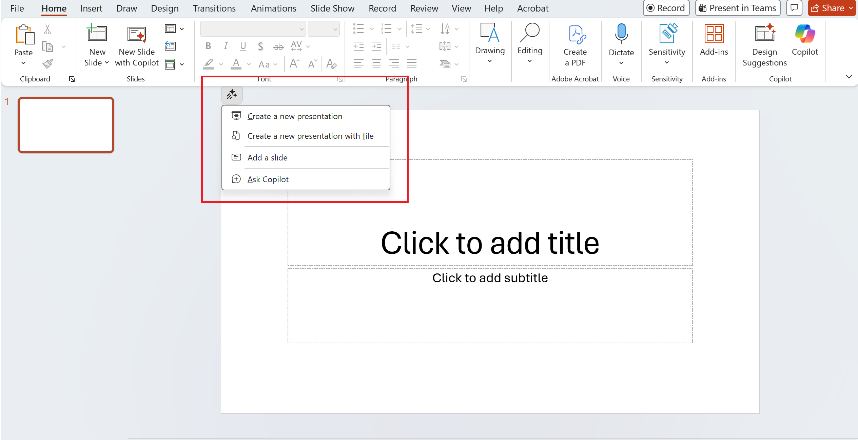 File Home Insert Draw Design Transitions Animations Slide Show Record Review View Help Acrobat Record Present in Teams Share
Paste
New
Slide
New Slide
with Copilot
B I U S ab AV
A Aa A A A
Drawing
Editing
Create
a PDF
Dictate
Sensitivity
Add-ins
Design
Suggestions
Copilot
Clipboard Slides Font Paragraph Adobe Acrobat Voice Sensitivity Add-ins Copilot
1
Create a new presentation
Create a new presentation with file
Add a slide
Ask Copilot
Click to add title
Click to add subtitle